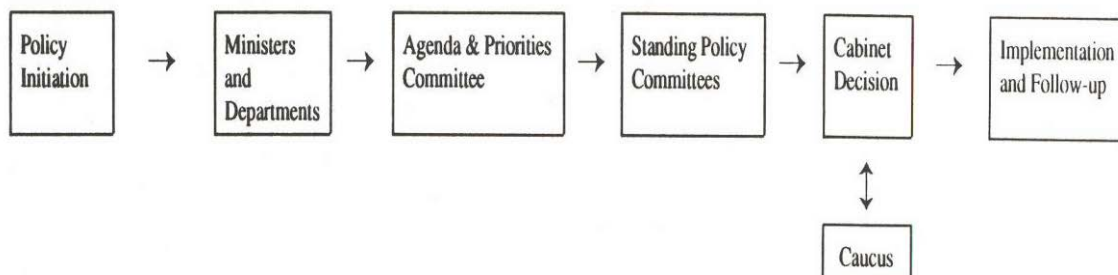 Policy
Initiation
Ministers
and
Departments
Agenda & Priorities
Committee
Standing Policy
Committees
Cabinet
Decision
Implementation
and Follow-up
Caucus